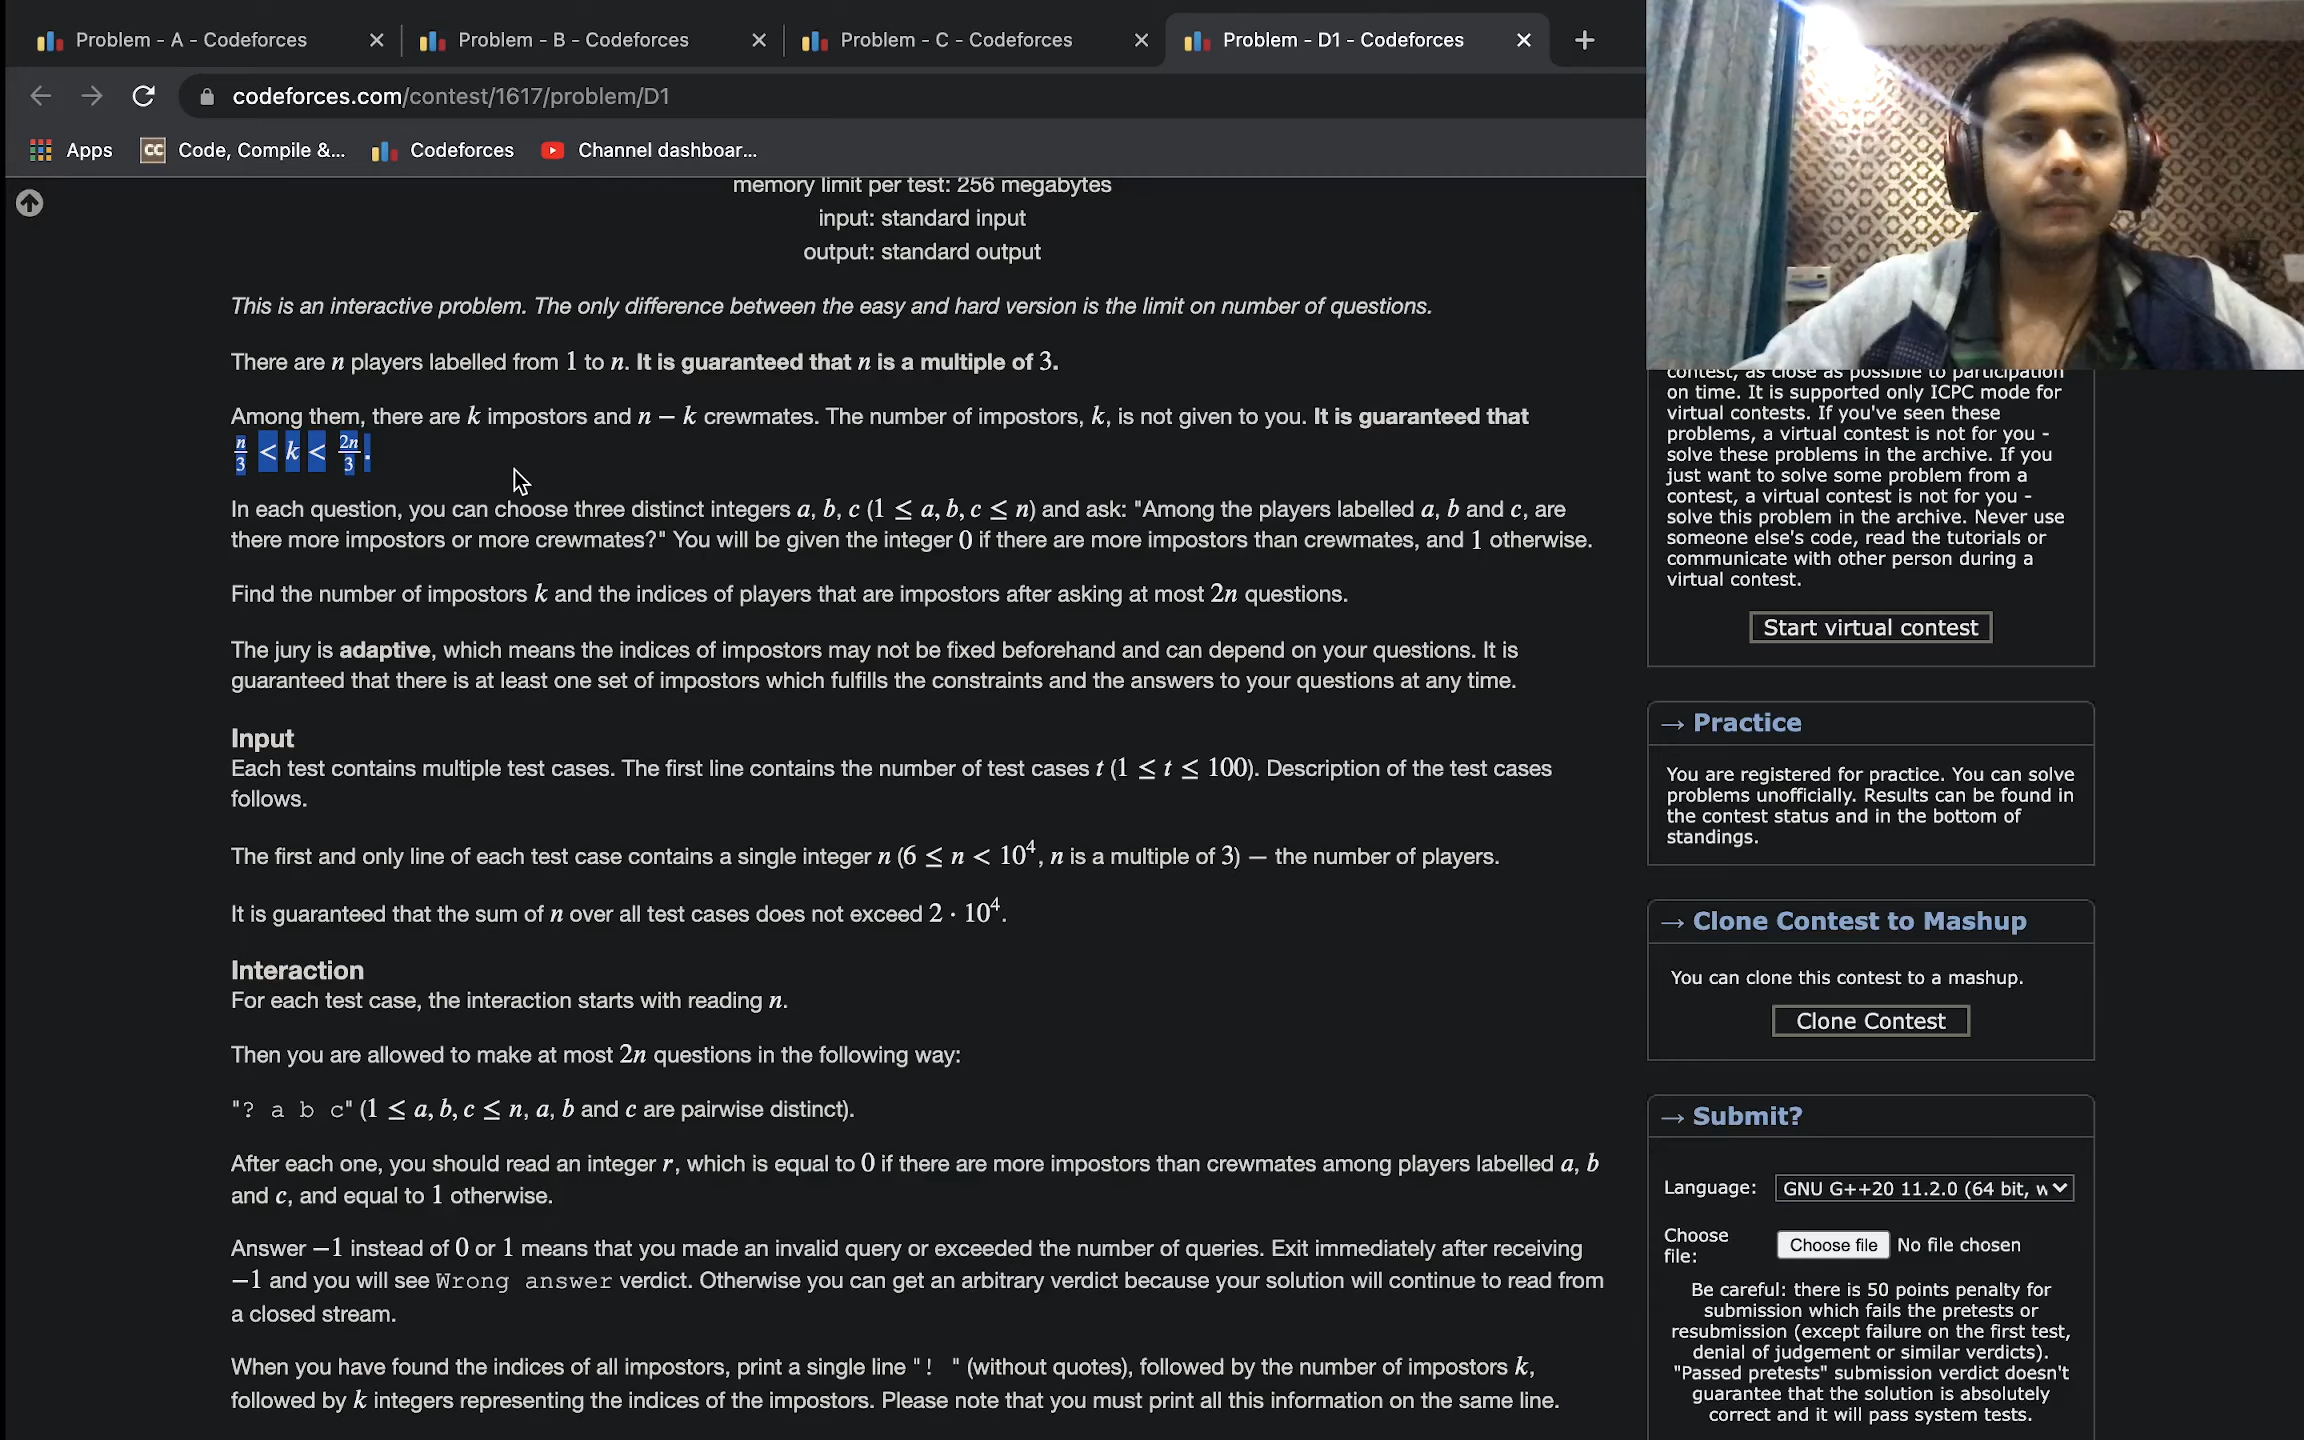 Problem - A - Codeforces
Problem - B - Codeforces
Problem - C - Codeforces
Problem - D1 - Codeforces
codeforces.com/contest/1617/problem/D1
Apps
CC Code, Compile &...
Codeforces
Channel dashboar...
memory limit per test: 256 megabytes
input: standard input
output: standard output
This is an interactive problem. The only difference between the easy and hard version is the limit on number of questions.
There are n players labelled from 1 to n. It is guaranteed that n is a multiple of 3.
Among them, there are k impostors and n − k crewmates. The number of impostors, k, is not given to you. It is guaranteed that
n/3 < k < 2n/3.
In each question, you can choose three distinct integers a, b, c (1 ≤ a, b, c ≤ n) and ask: "Among the players labelled a, b and c, are
there more impostors or more crewmates?" You will be given the integer 0 if there are more impostors than crewmates, and 1 otherwise.
Find the number of impostors k and the indices of players that are impostors after asking at most 2n questions.
The jury is adaptive, which means the indices of impostors may not be fixed beforehand and can depend on your questions. It is
guaranteed that there is at least one set of impostors which fulfills the constraints and the answers to your questions at any time.
Input
Each test contains multiple test cases. The first line contains the number of test cases t (1 ≤ t ≤ 100). Description of the test cases
follows.
The first and only line of each test case contains a single integer n (6 ≤ n < 10⁴, n is a multiple of 3) — the number of players.
It is guaranteed that the sum of n over all test cases does not exceed 2 · 10⁴.
Interaction
For each test case, the interaction starts with reading n.
Then you are allowed to make at most 2n questions in the following way:
"? a b c" (1 ≤ a, b, c ≤ n, a, b and c are pairwise distinct).
After each one, you should read an integer r, which is equal to 0 if there are more impostors than crewmates among players labelled a, b
and c, and equal to 1 otherwise.
Answer −1 instead of 0 or 1 means that you made an invalid query or exceeded the number of queries. Exit immediately after receiving
−1 and you will see Wrong answer verdict. Otherwise you can get an arbitrary verdict because your solution will continue to read from
a closed stream.
When you have found the indices of all impostors, print a single line "! " (without quotes), followed by the number of impostors k,
followed by k integers representing the indices of the impostors. Please note that you must print all this information on the same line.
contest, as close as possible to participation
on time. It is supported only ICPC mode for
virtual contests. If you've seen these
problems, a virtual contest is not for you -
solve these problems in the archive. If you
just want to solve some problem from a
contest, a virtual contest is not for you -
solve this problem in the archive. Never use
someone else's code, read the tutorials or
communicate with other person during a
virtual contest.
Start virtual contest
→ Practice
You are registered for practice. You can solve
problems unofficially. Results can be found in
the contest status and in the bottom of
standings.
→ Clone Contest to Mashup
You can clone this contest to a mashup.
Clone Contest
→ Submit?
Language: GNU G++20 11.2.0 (64 bit, w
Choose
file:
Choose file No file chosen
Be careful: there is 50 points penalty for
submission which fails the pretests or
resubmission (except failure on the first test,
denial of judgement or similar verdicts).
"Passed pretests" submission verdict doesn't
guarantee that the solution is absolutely
correct and it will pass system tests.